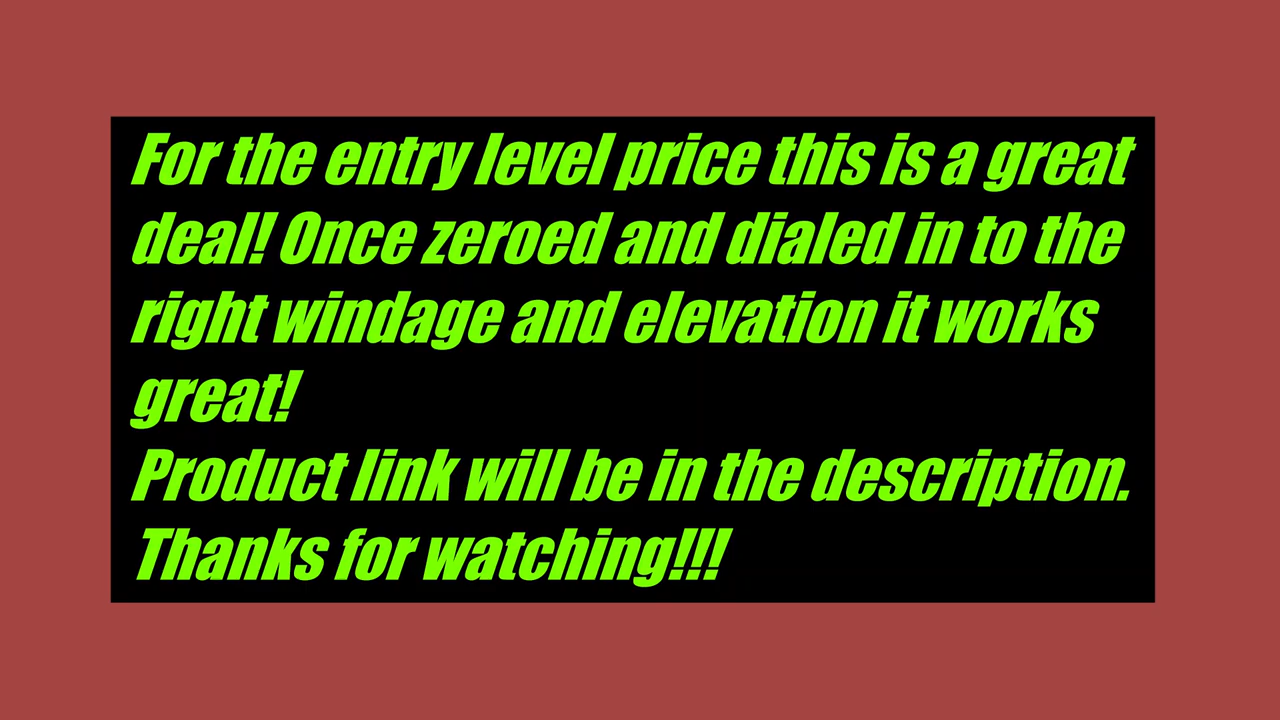 For the entry level price this is a great
deal! Once zeroed and dialed in to the
right windage and elevation it works
great!
Product link will be in the description.
Thanks for watching!!!